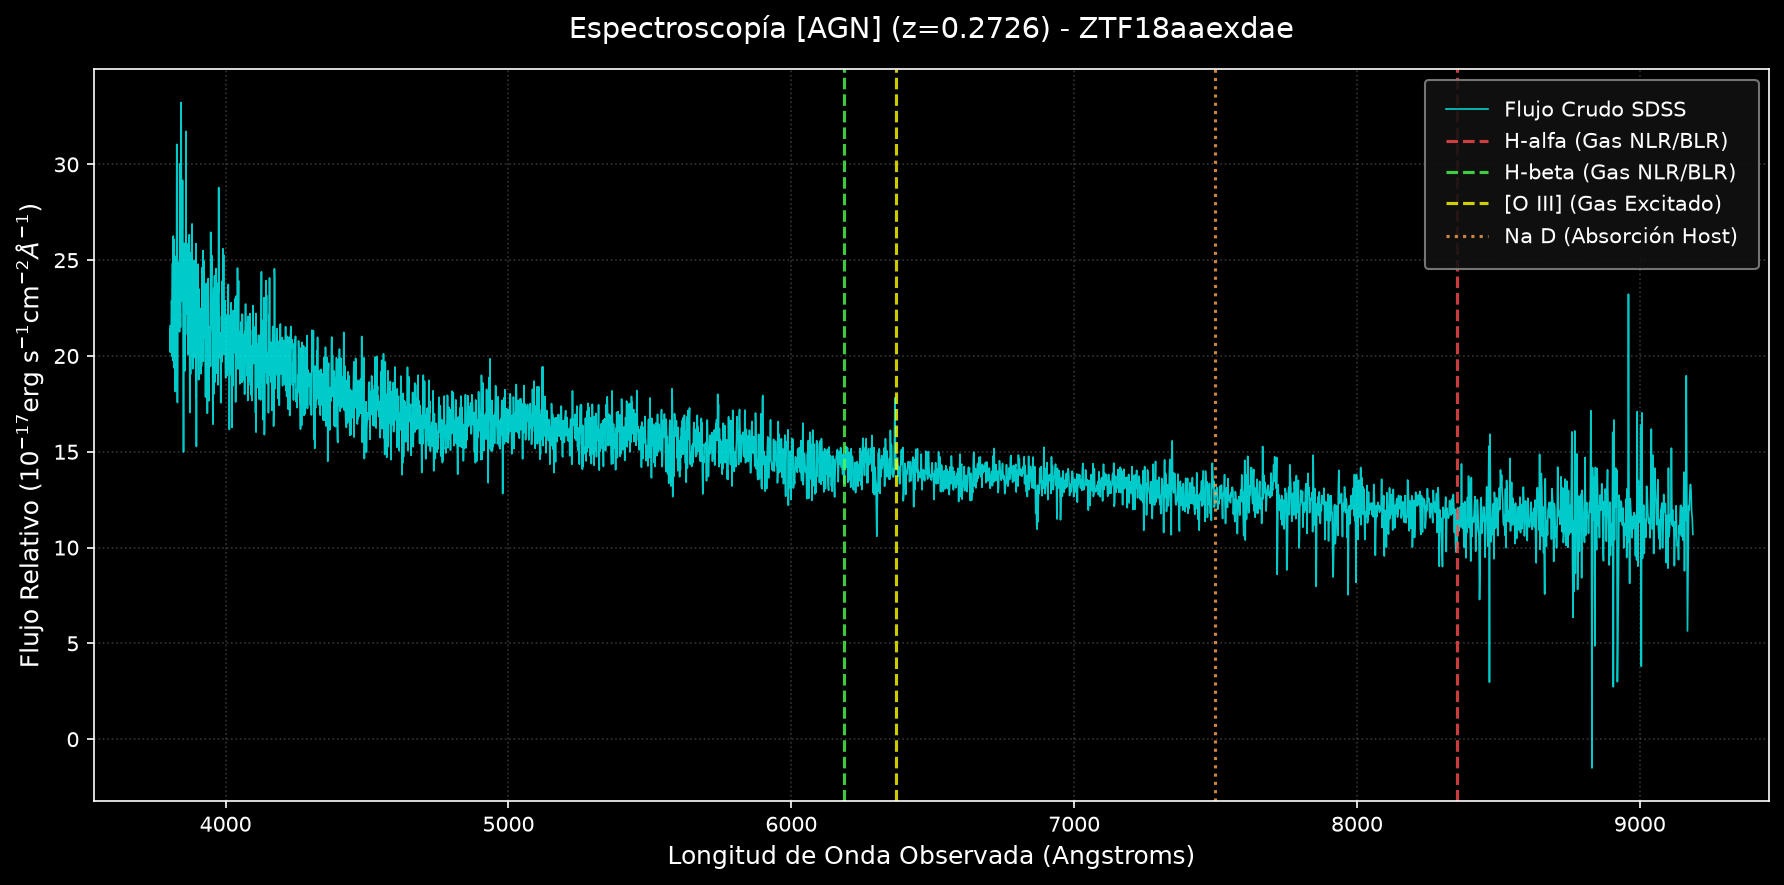 Espectroscopía [AGN] (z=0.2726) - ZTF18aaexdae
Flujo Relativo (10⁻¹⁷erg s⁻¹cm⁻²Å⁻¹)
30
25
20
15
10
5
0
Flujo Crudo SDSS
H-alfa (Gas NLR/BLR)
H-beta (Gas NLR/BLR)
[O III] (Gas Excitado)
Na D (Absorción Host)
4000 5000 6000 7000 8000 9000
Longitud de Onda Observada (Angstroms)